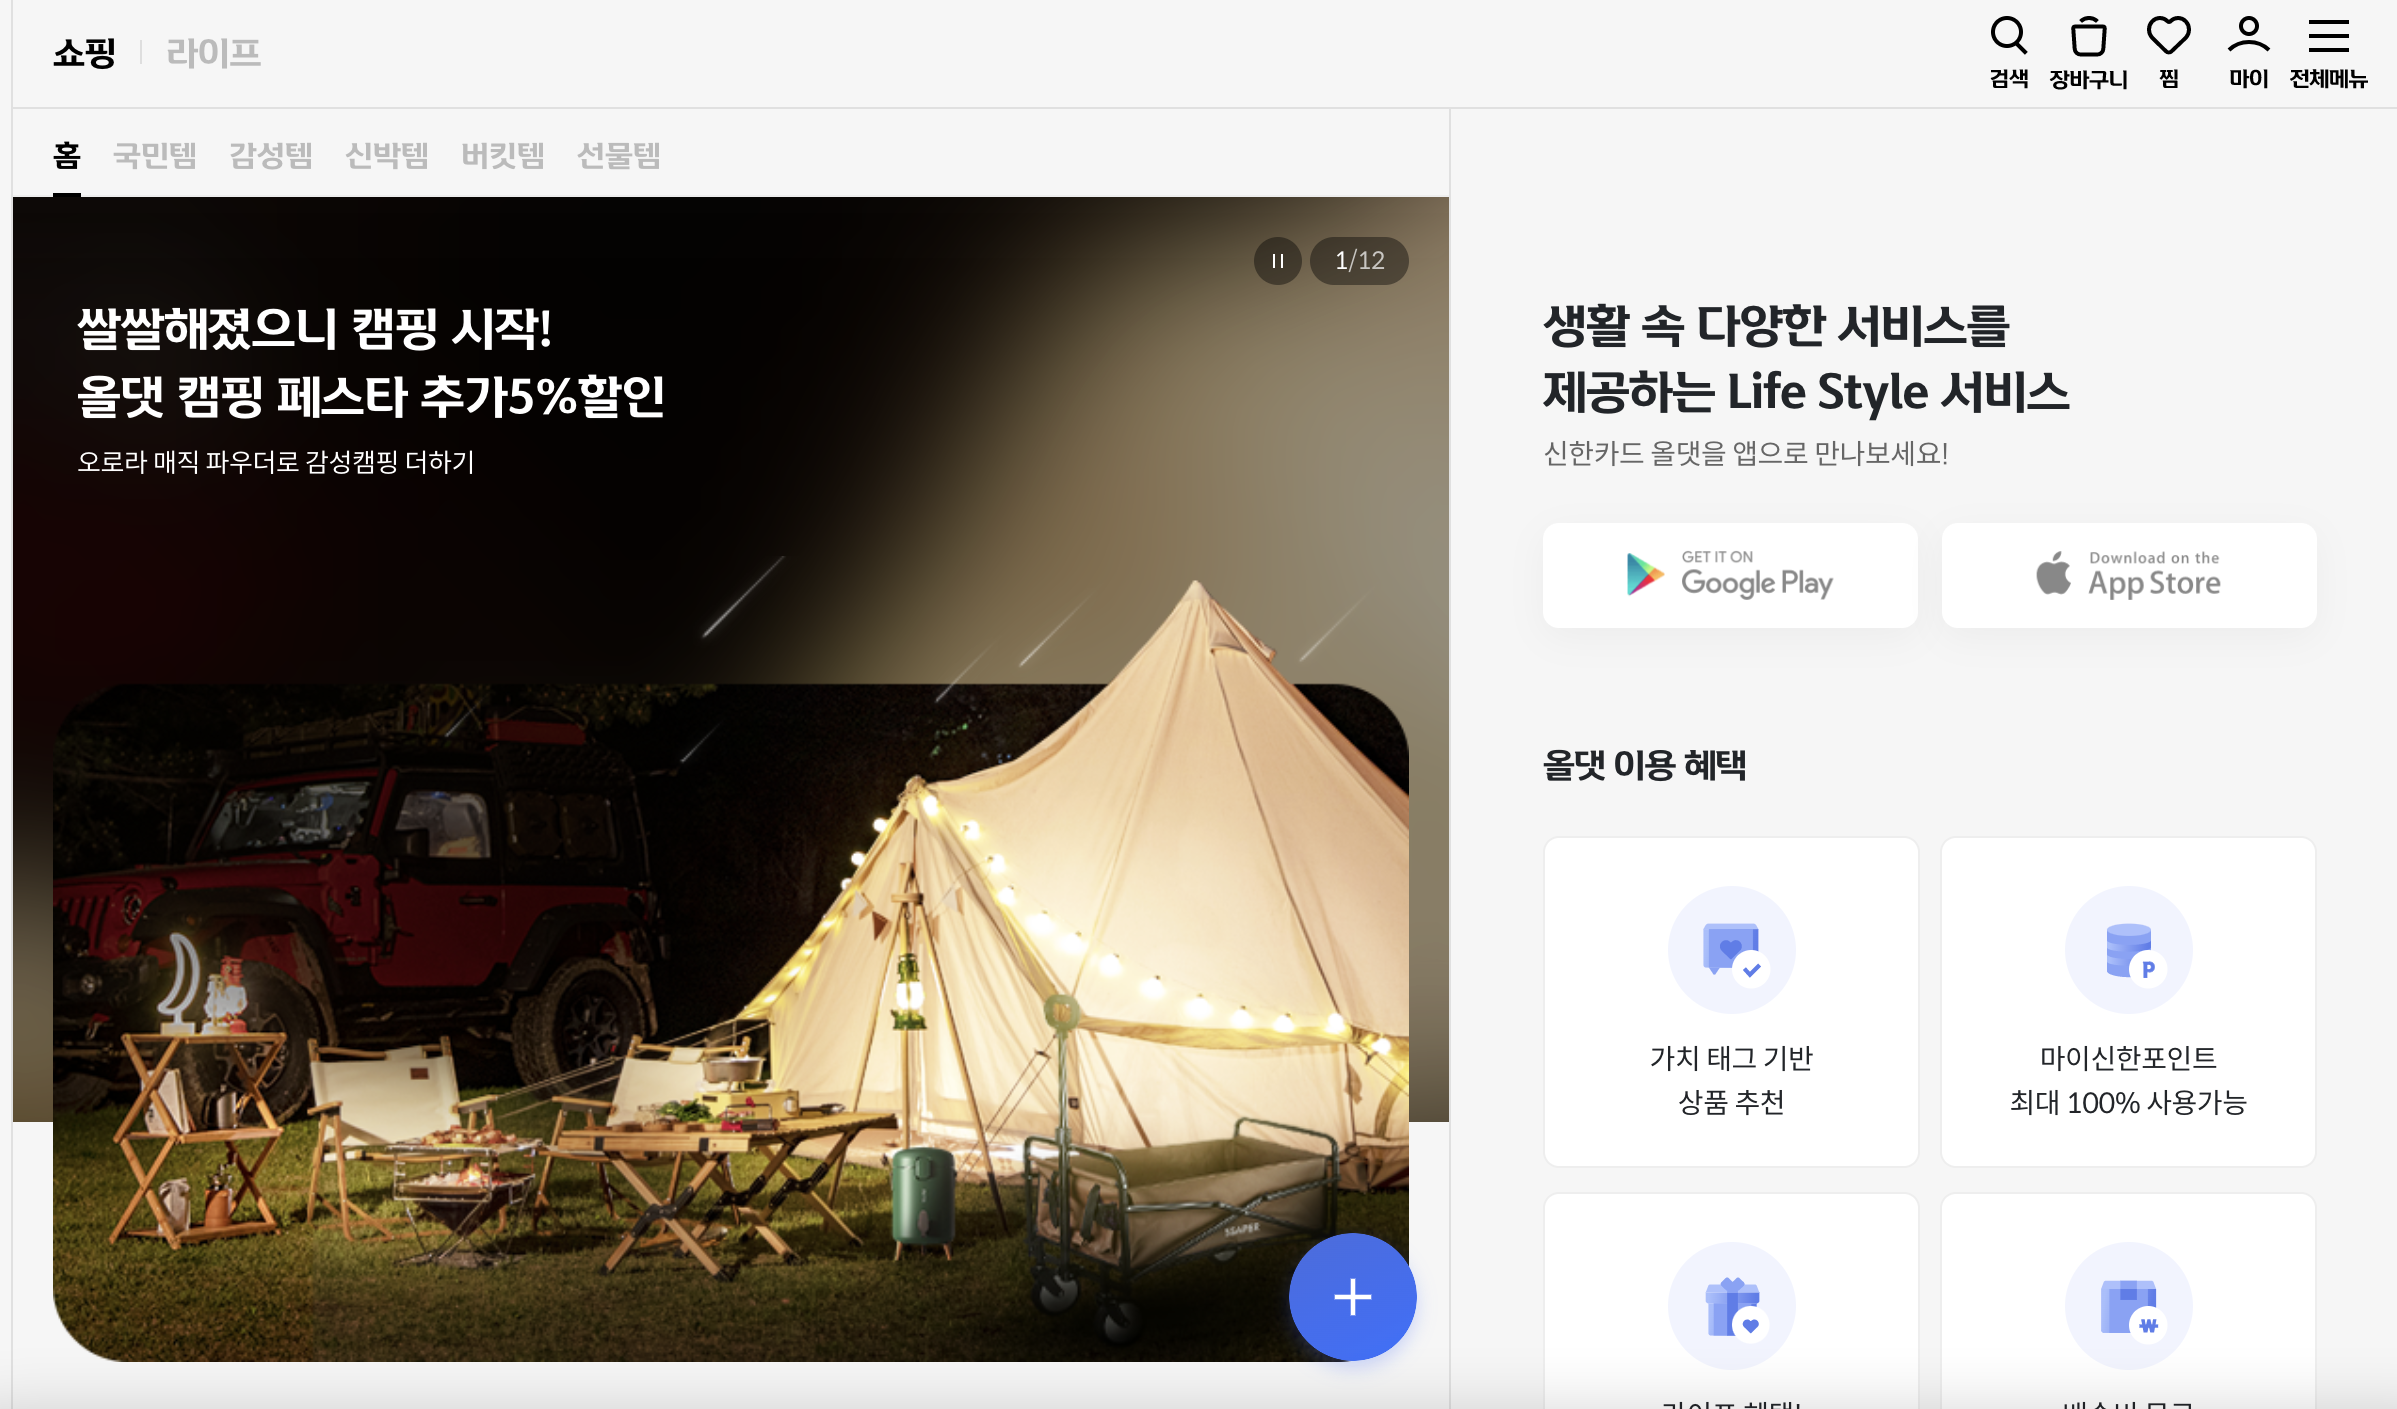 쇼핑
라이프
검색
장바구니
찜
마이
전체메뉴
홈
국민템
감성템
신박템
버킷템
선물템
1/12
쌀쌀해졌으니 캠핑 시작!
올댓 캠핑 페스타 추가5%할인
오로라 매직 파우더로 감성캠핑 더하기
생활 속 다양한 서비스를
제공하는 Life Style 서비스
신한카드 올댓을 앱으로 만나보세요!
GET IT ON
Google Play
Download on the
App Store
올댓 이용 혜택
P
가치 태그 기반
상품 추천
마이신한포인트
최대 100% 사용가능